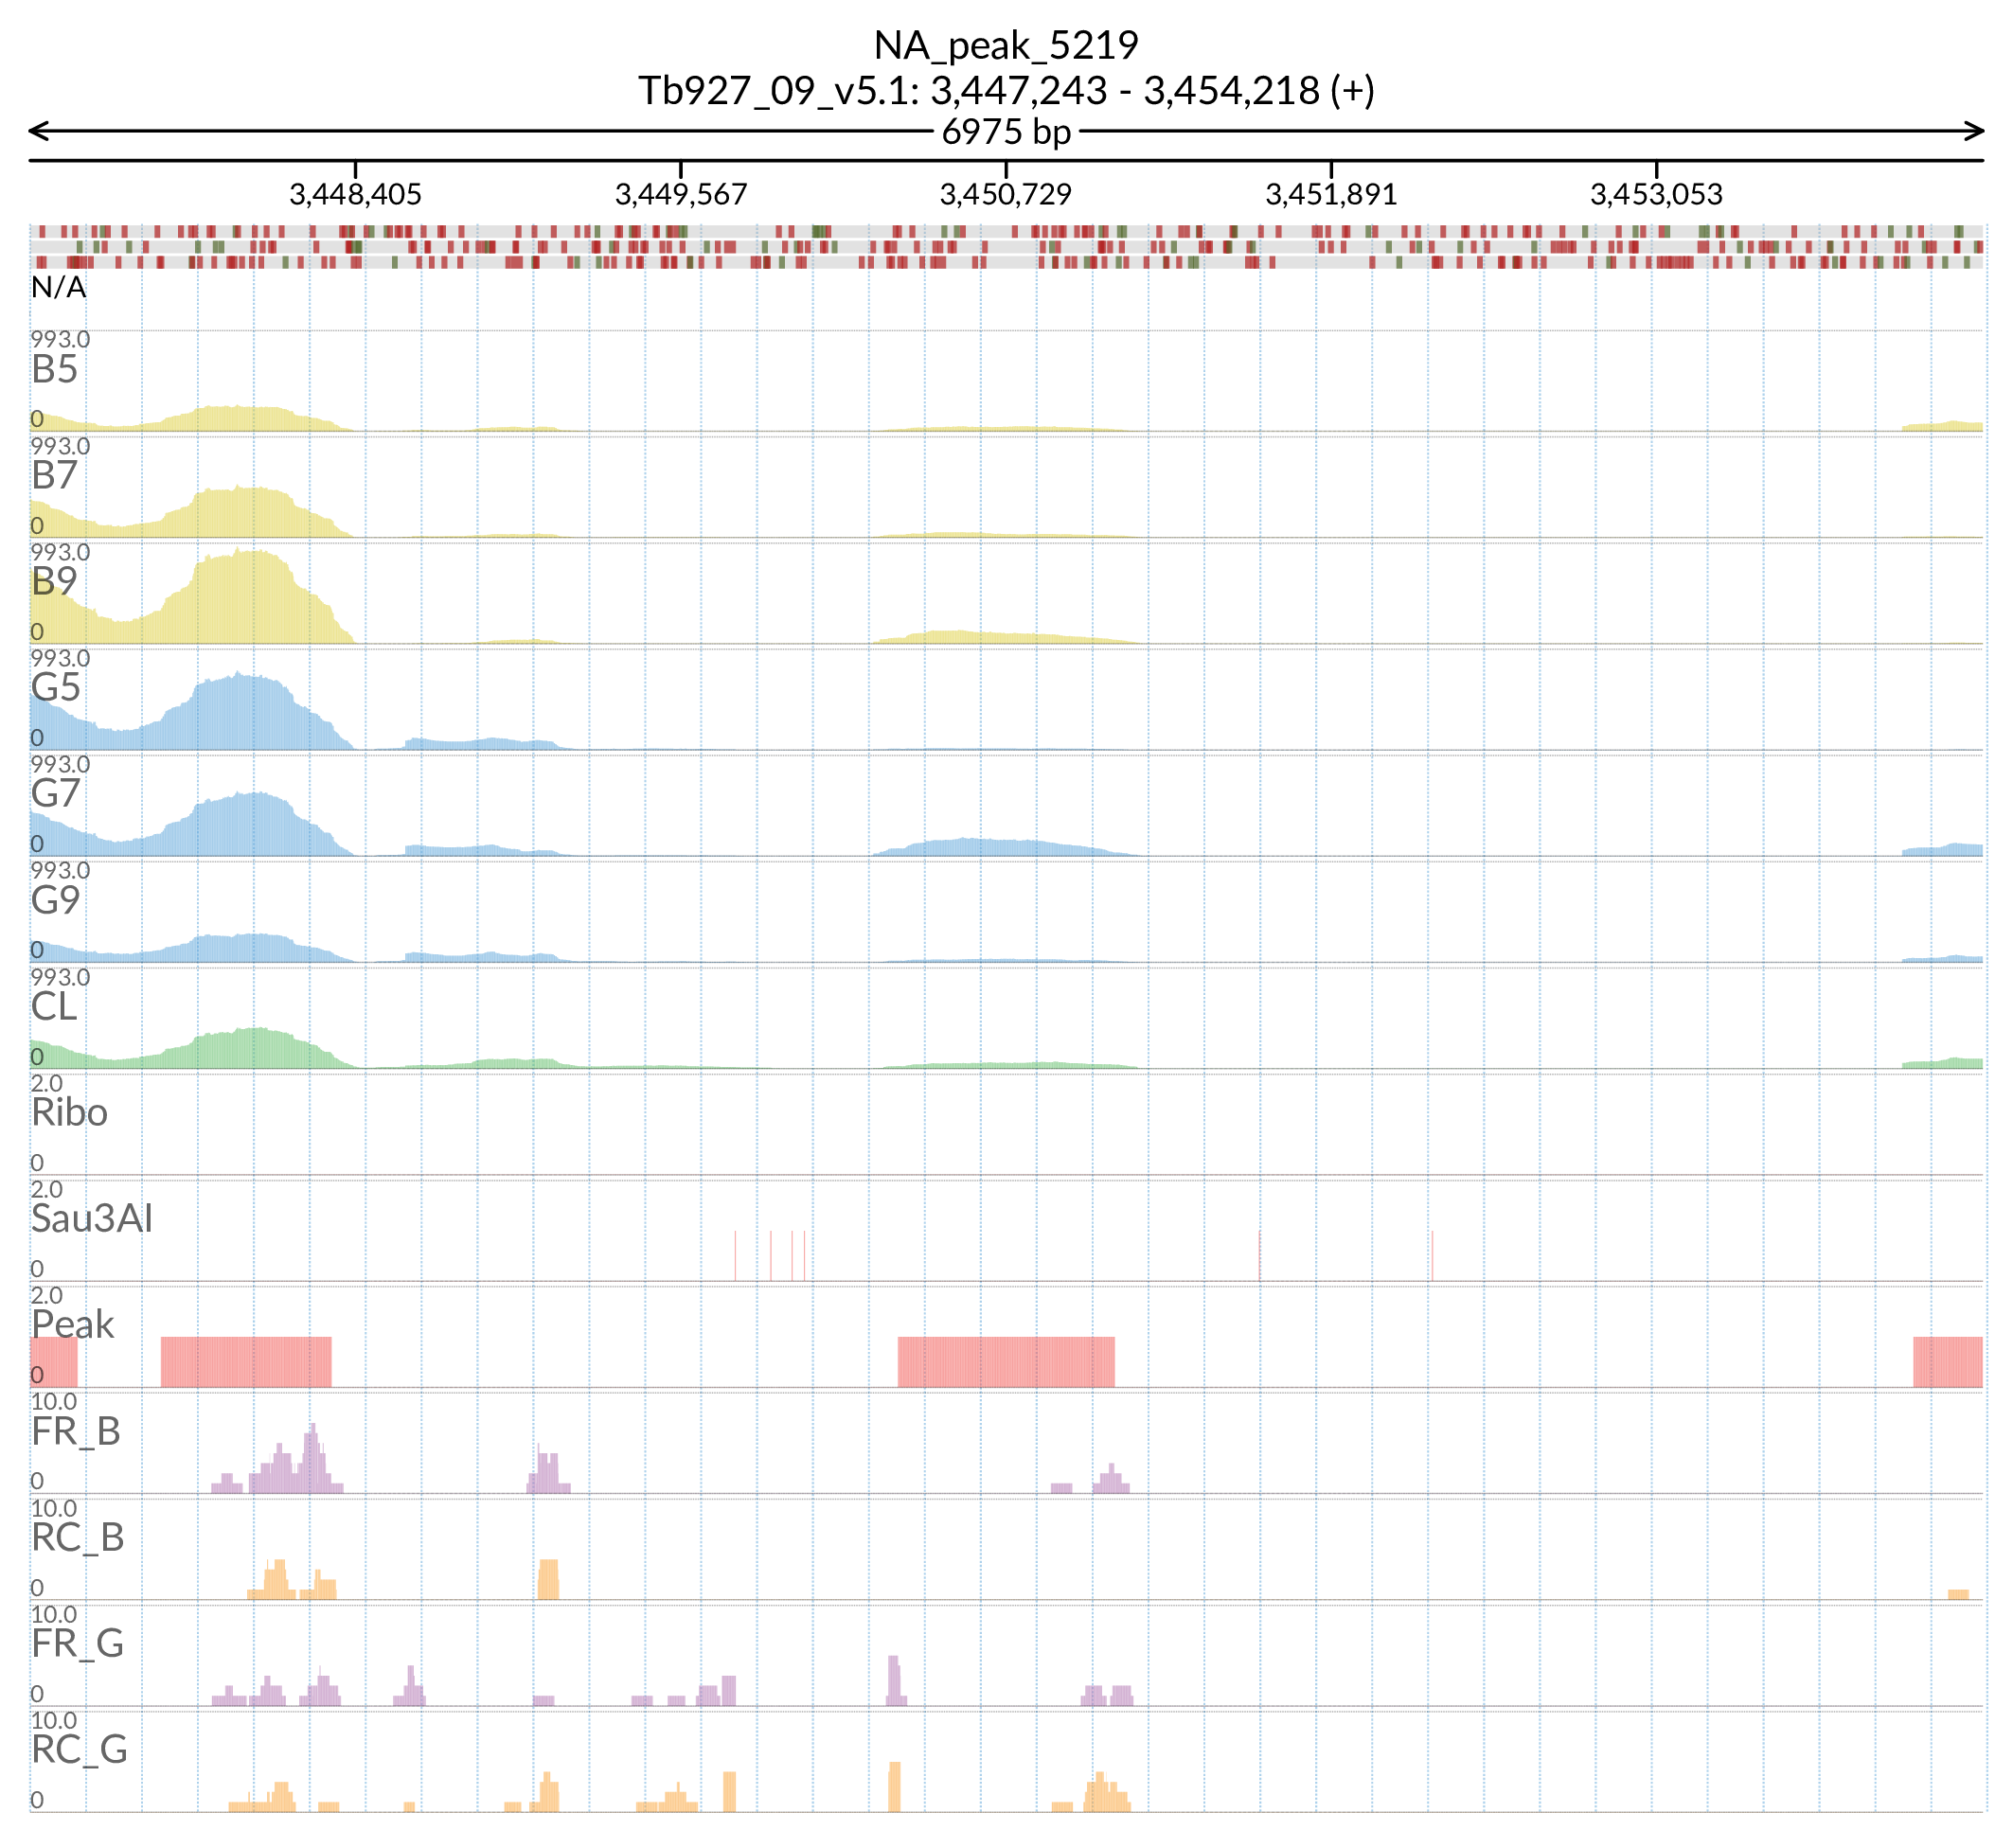 NA_peak_5219
Tb927_09_v5.1: 3,447,243 - 3,454,218 (+)
6975 bp
3,448,405 3,449,567 3,450,729 3,451,891 3,453,053
N/A
993.0
B5
0
993.0
B7
0
993.0
B9
0
993.0
G5
0
993.0
G7
0
993.0
G9
0
993.0
CL
0
2.0
Ribo
0
2.0
Sau3AI
0
2.0
Peak
0
10.0
FR_B
0
10.0
RC_B
0
10.0
FR_G
0
10.0
RC_G
0